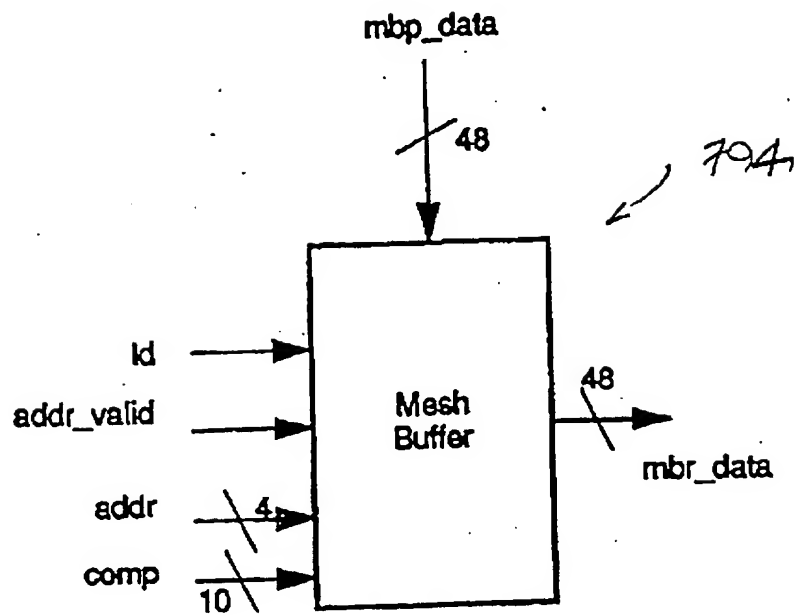 mbp_data
48
794
ld
addr_valid
addr
4
comp
10
Mesh
Buffer
48
mbr_data